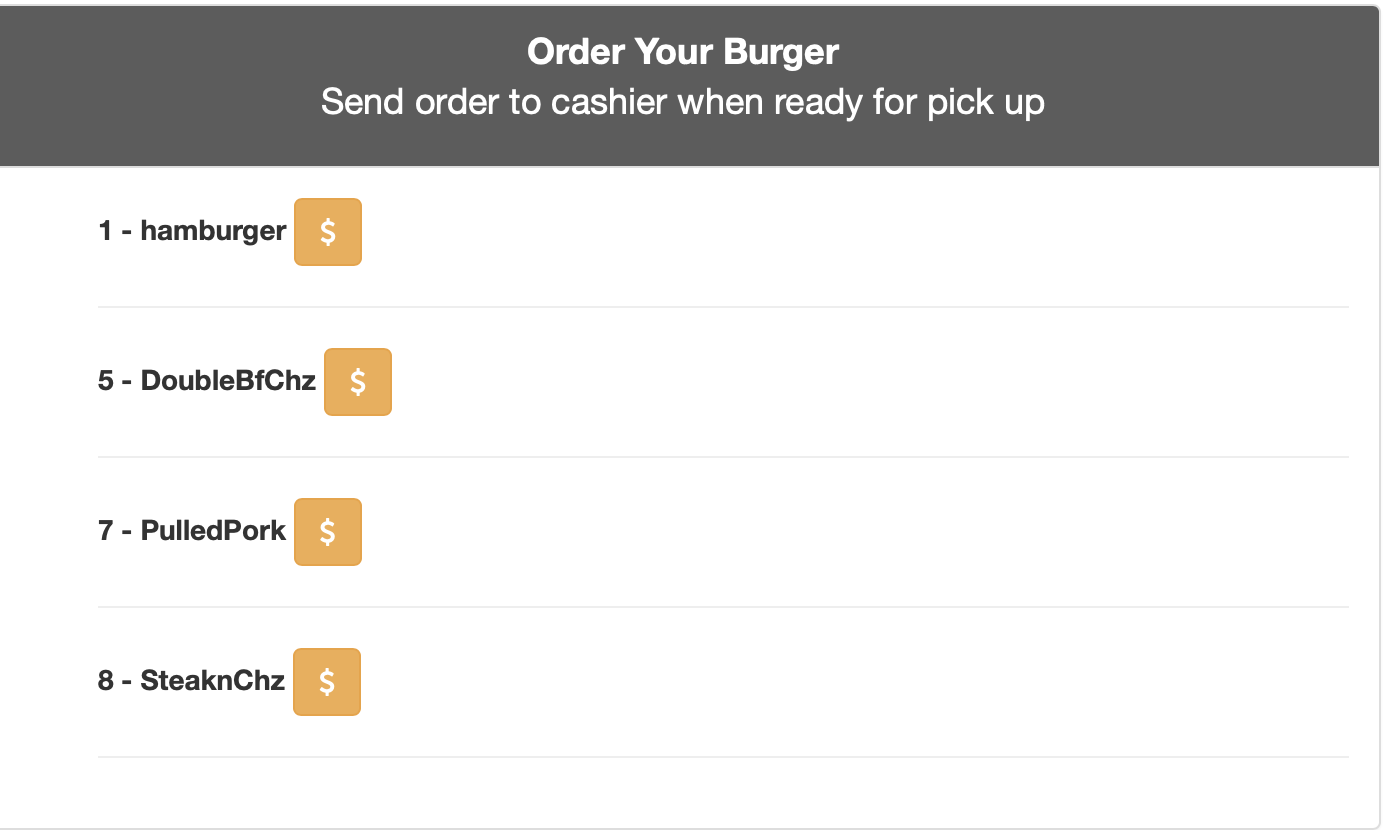 Order Your Burger
Send order to cashier when ready for pick up
1 - hamburger $
5 - DoubleBfChz $
7 - PulledPork $
8 - SteaknChz $